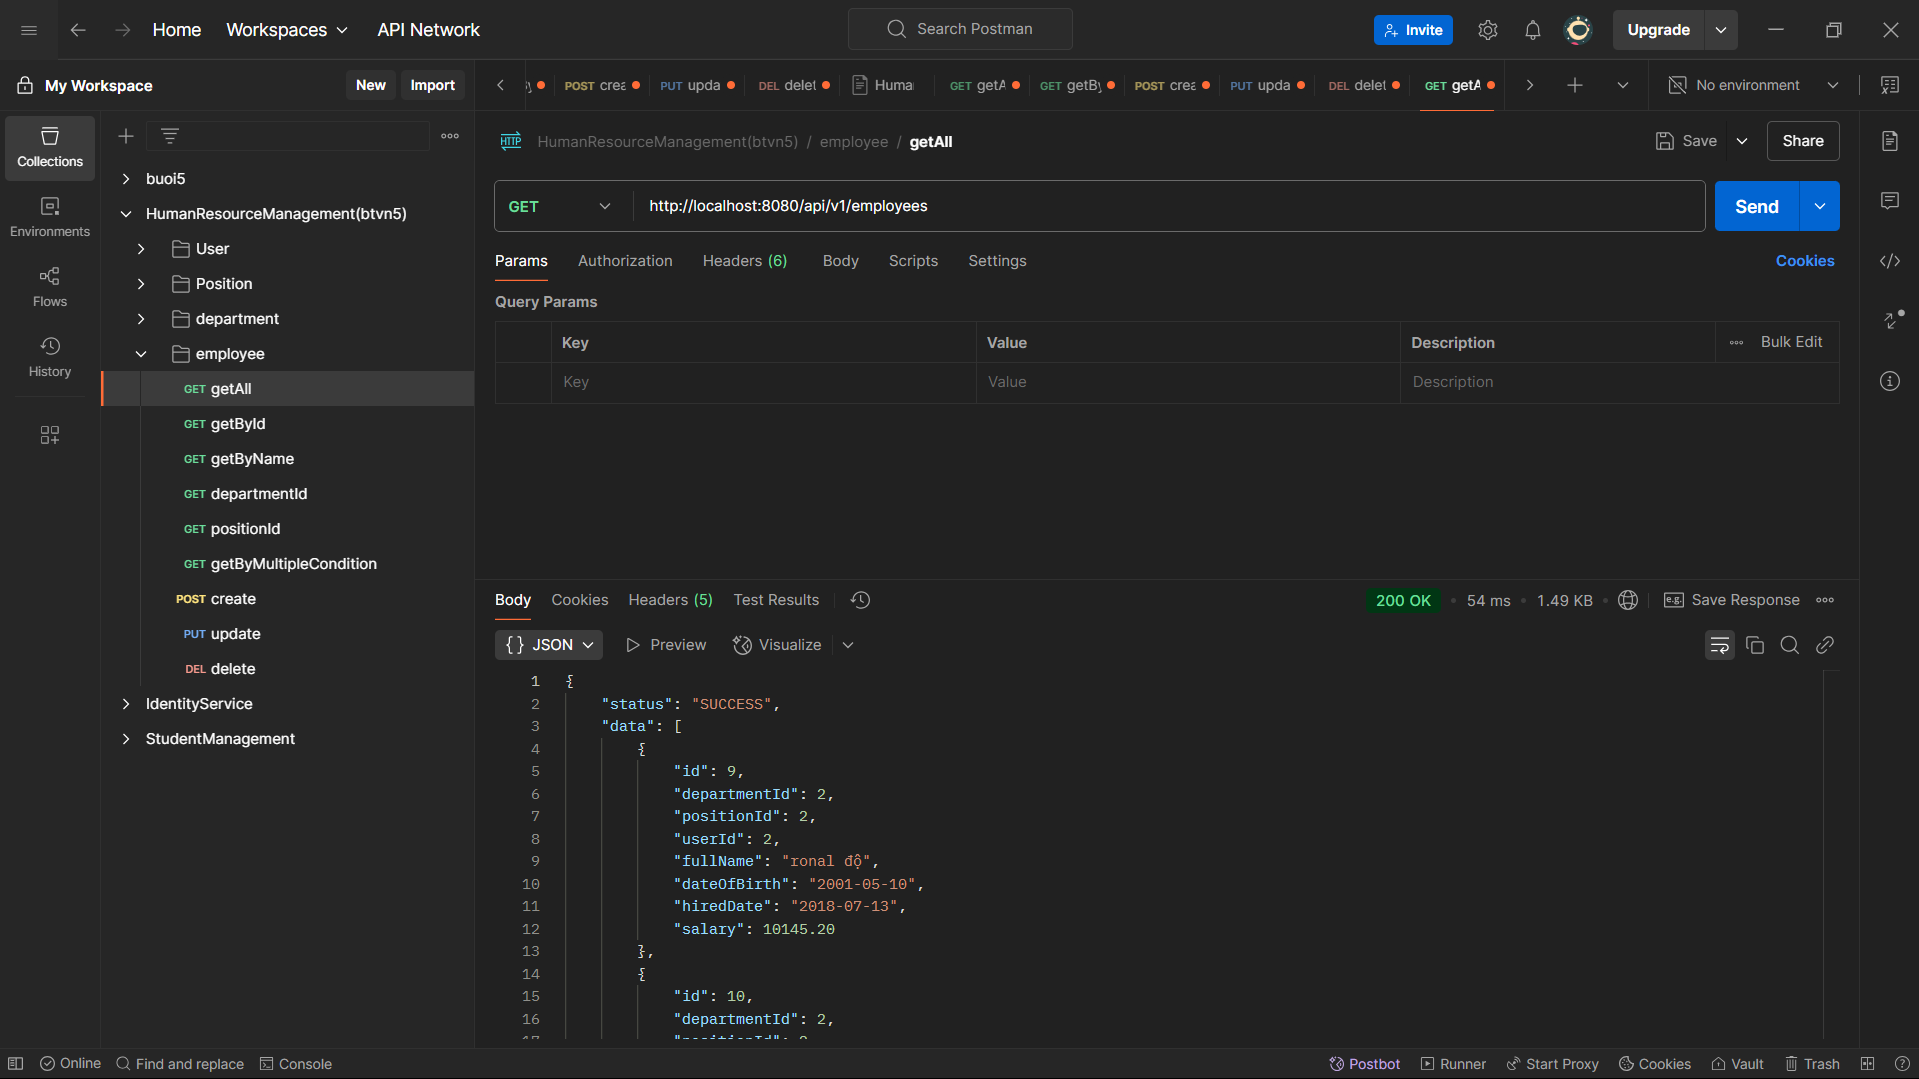 Home Workspaces API Network Search Postman Invite Upgrade
My Workspace New Import
POST crea PUT upda DEL delet Huma GET getA GET getBy POST crea PUT upda DEL delet GET getA No environment
Collections
Environments
Flows
History
buoi5
HumanResourceManagement(btvn5)
User
Position
department
employee
GET getAll
GET getById
GET getByName
GET departmentId
GET positionId
GET getByMultipleCondition
POST create
PUT update
DEL delete
IdentityService
StudentManagement
HTTP HumanResourceManagement(btvn5) / employee / getAll Save Share
GET http://localhost:8080/api/v1/employees Send
Params Authorization Headers (6) Body Scripts Settings Cookies
Query Params
Key Value Description Bulk Edit
Key Value Description
Body Cookies Headers (5) Test Results 200 OK • 54 ms • 1.49 KB • e.g. Save Response
{} JSON Preview Visualize
1 {
2 "status": "SUCCESS",
3 "data": [
4 {
5 "id": 9,
6 "departmentId": 2,
7 "positionId": 2,
8 "userId": 2,
9 "fullName": "ronal độ",
10 "dateOfBirth": "2001-05-10",
11 "hiredDate": "2018-07-13",
12 "salary": 10145.20
13 },
14 {
15 "id": 10,
16 "departmentId": 2,
Online Find and replace Console Postbot Runner Start Proxy Cookies Vault Trash